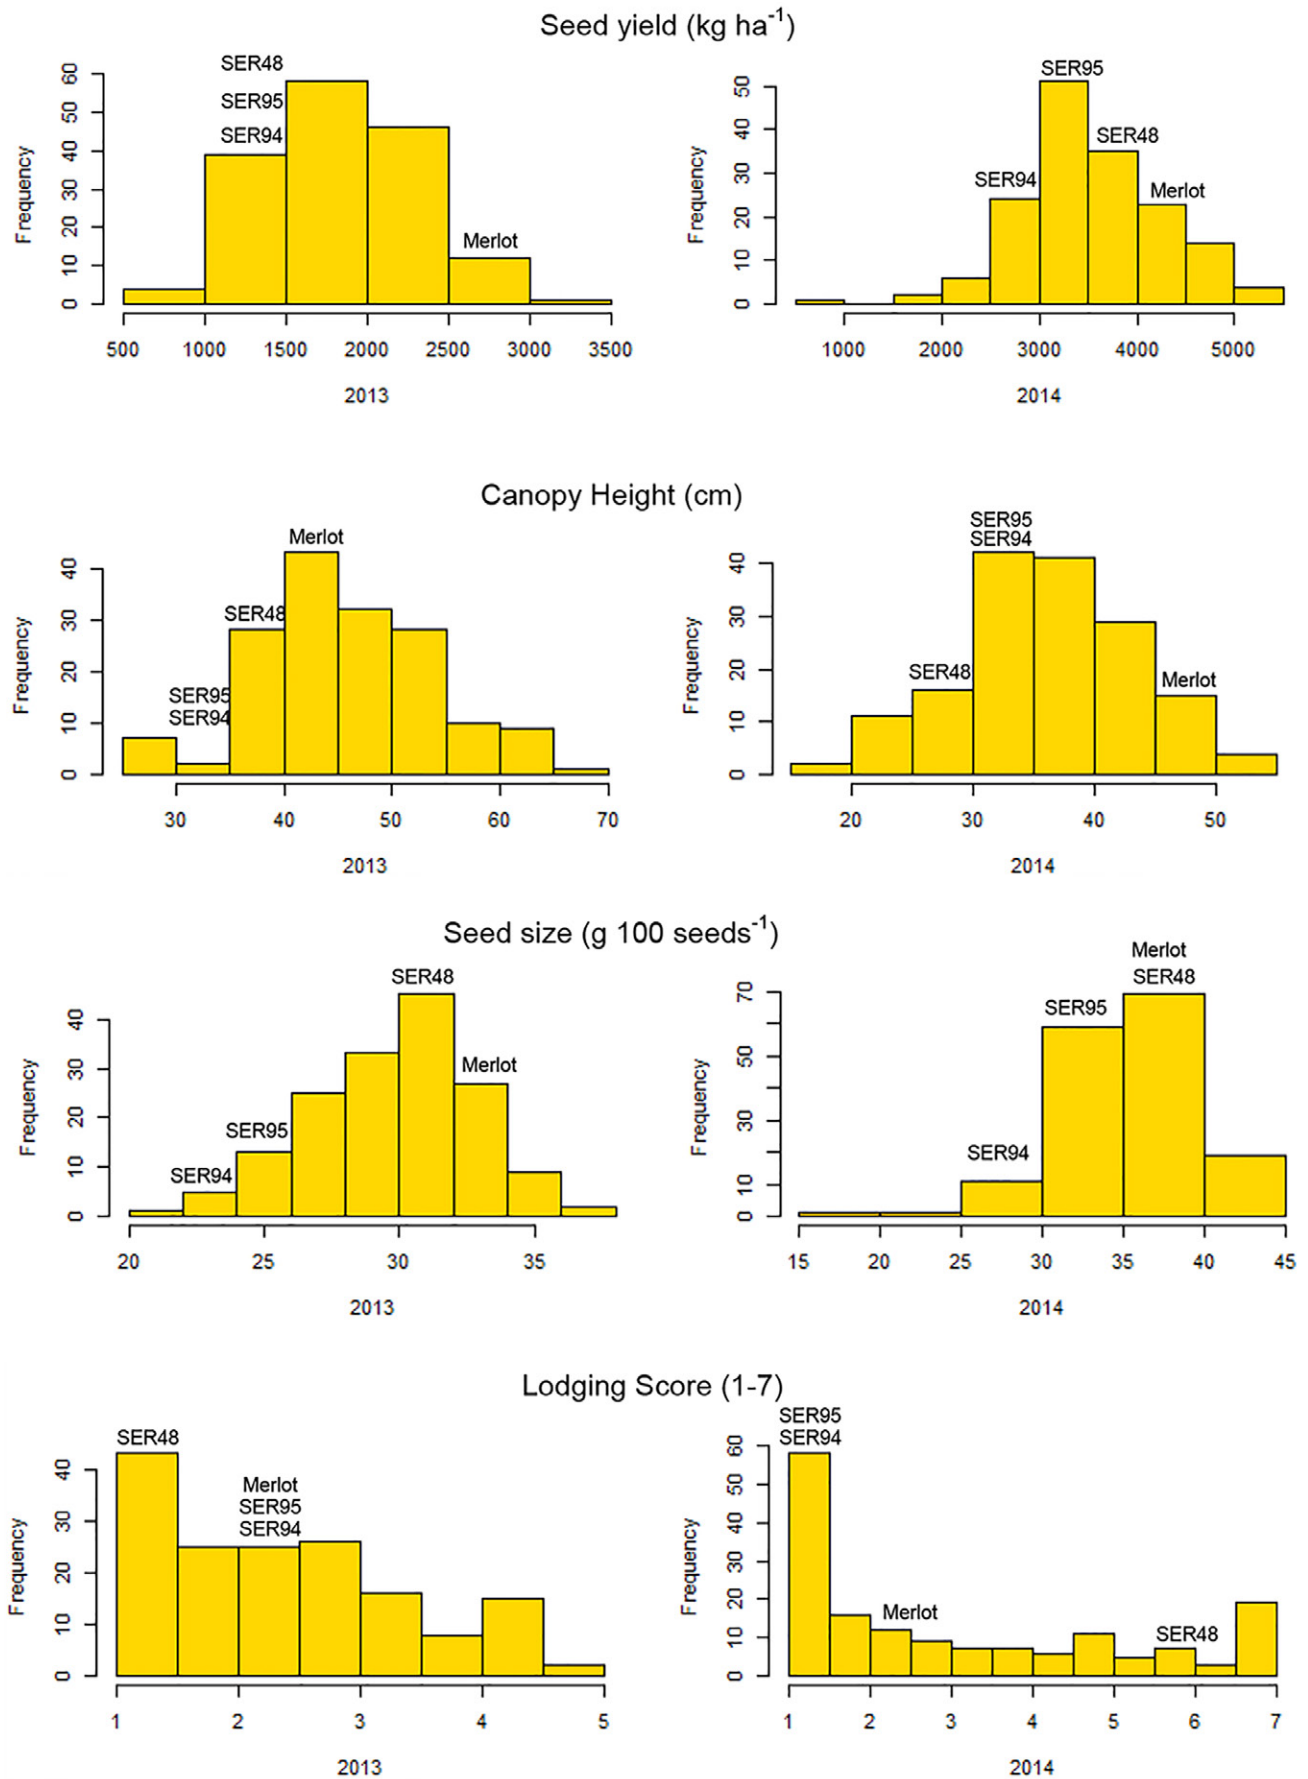 Seed yield (kg ha-1)
SER48
SER95
SER94
Merlot
Frequency
0 10 20 30 40 50 60
500 1000 1500 2000 2500 3000 3500
2013
SER95
SER48
SER94
Merlot
Frequency
0 10 20 30 40 50
1000 2000 3000 4000 5000
2014
Canopy Height (cm)
Merlot
SER48
SER95
SER94
Frequency
0 10 20 30 40
30 40 50 60 70
2013
SER95
SER94
SER48
Merlot
Frequency
0 10 20 30 40
20 30 40 50
2014
Seed size (g 100 seeds-1)
SER48
Merlot
SER95
SER94
Frequency
0 10 20 30 40
20 25 30 35
2013
Merlot
SER48
SER95
SER94
Frequency
0 10 30 50 70
15 20 25 30 35 40 45
2014
Lodging Score (1-7)
SER48
Merlot
SER95
SER94
Frequency
0 10 20 30 40
1 2 3 4 5
2013
SER95
SER94
Merlot
SER48
Frequency
0 10 20 30 40 50 60
1 2 3 4 5 6 7
2014